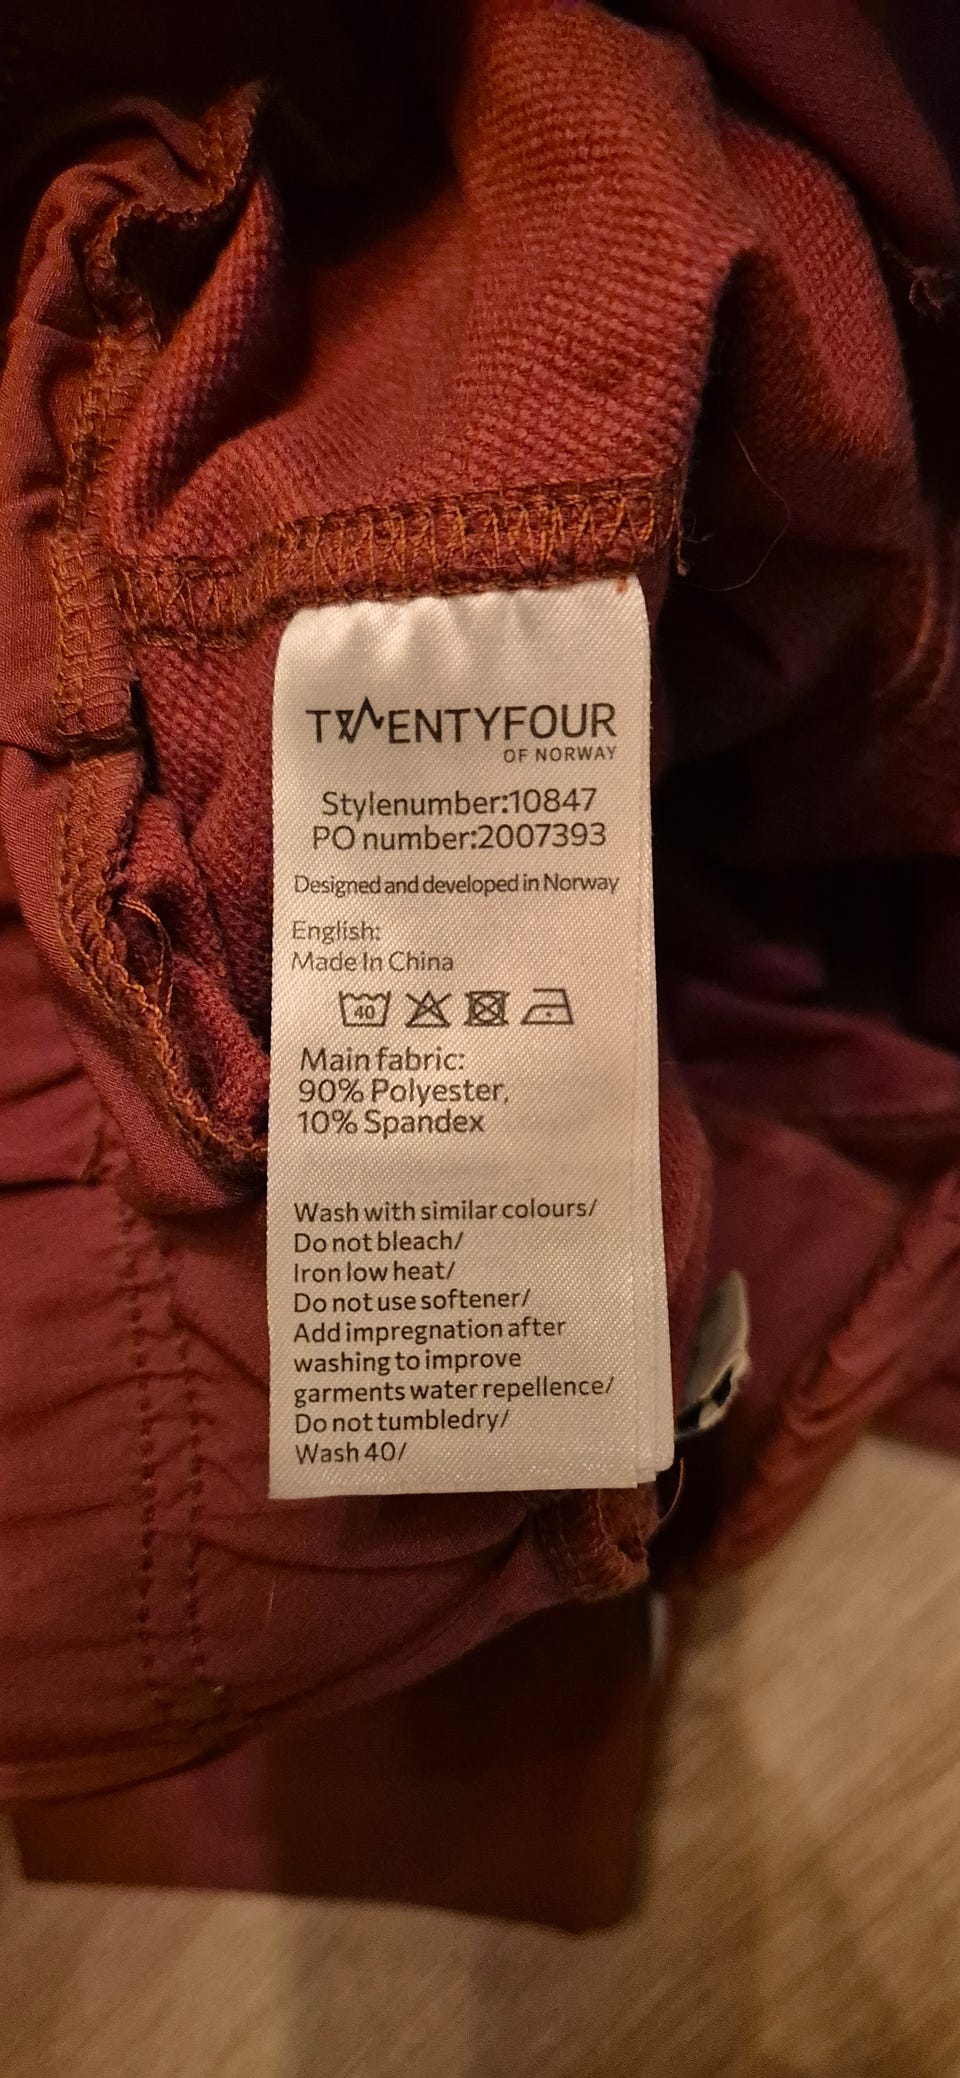 TWENTYFOUR
OF NORWAY
Stylenumber:10847
PO number:2007393
Designed and developed in Norway
English:
Made In China
40
Main fabric:
90% Polyester,
10% Spandex
Wash with similar colours/
Do not bleach/
Iron low heat/
Do not use softener/
Add impregnation after
washing to improve
garments water repellence/
Do not tumbledry/
Wash 40/